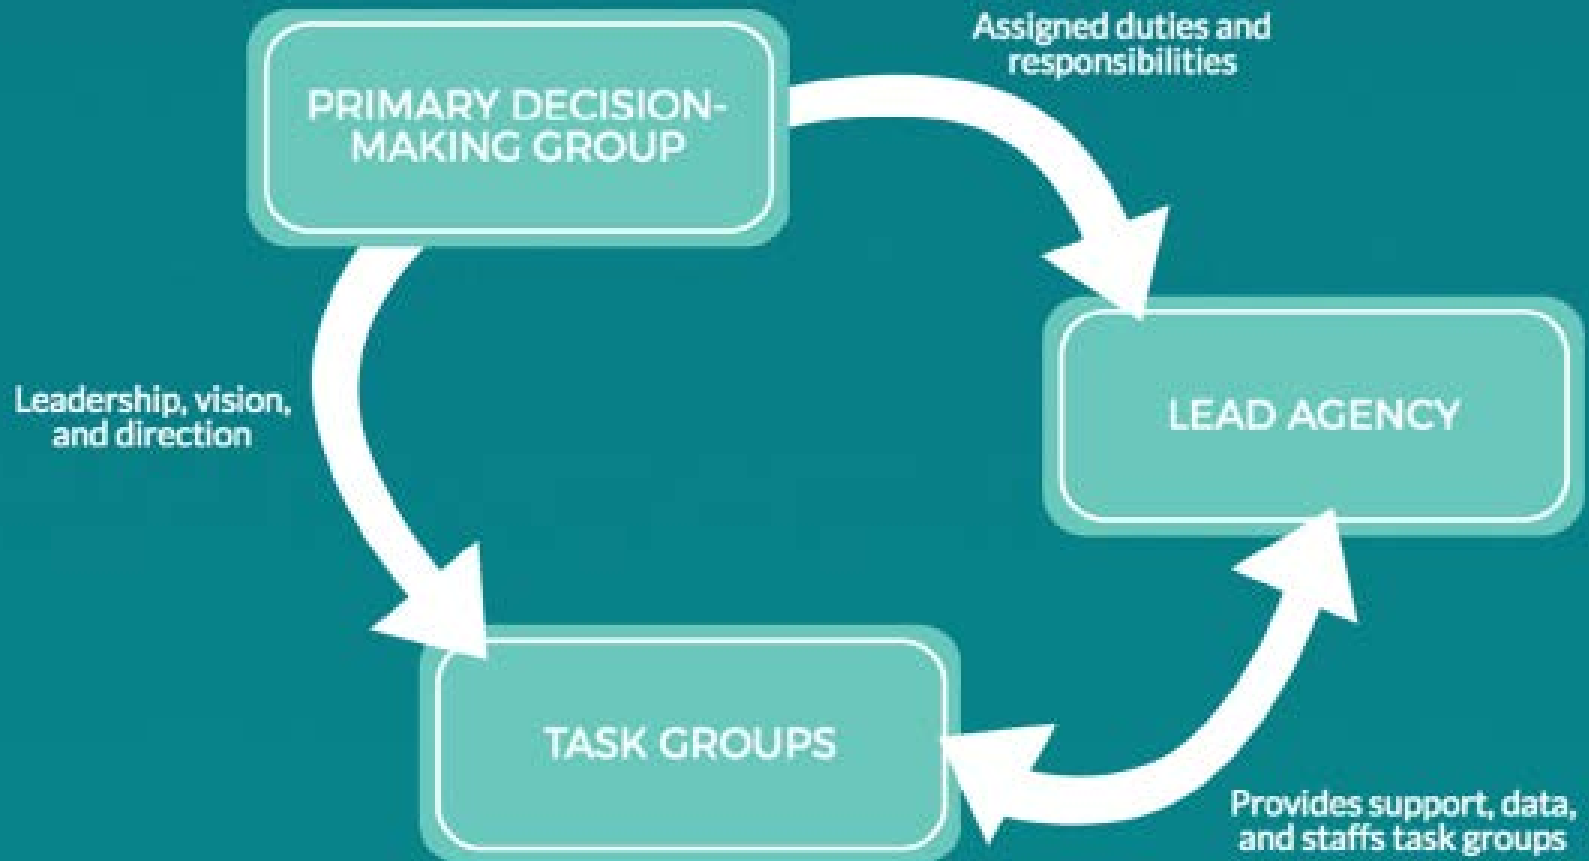 Assigned duties and
responsibilities
PRIMARY DECISION-
MAKING GROUP
Leadership, vision,
and direction
LEAD AGENCY
TASK GROUPS
Provides support, data,
and staffs task groups